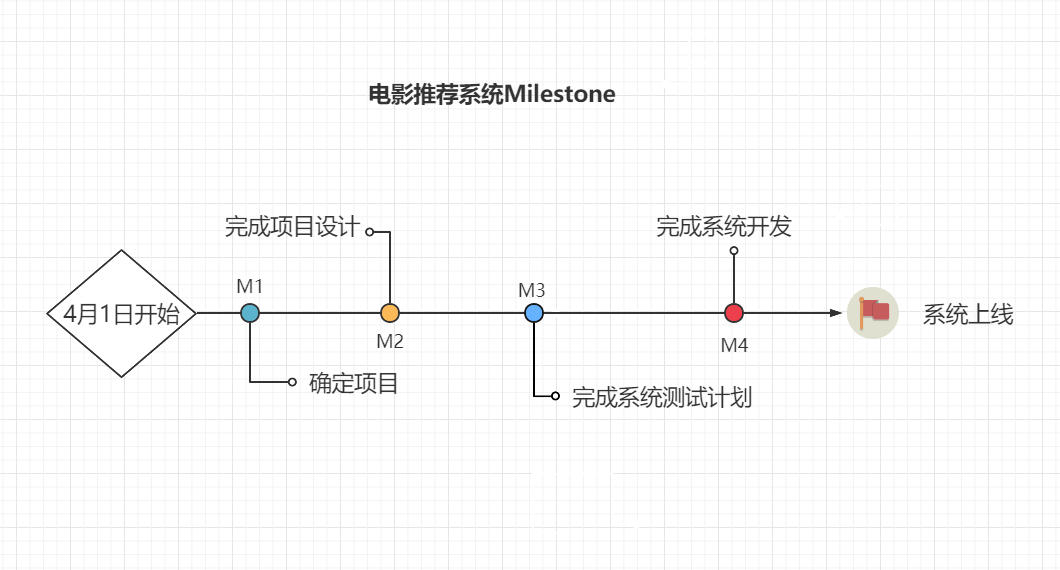 电影推荐系统Milestone
完成项目设计
完成系统开发
M1
M3
4月1日开始
系统上线
M2
M4
确定项目
完成系统测试计划